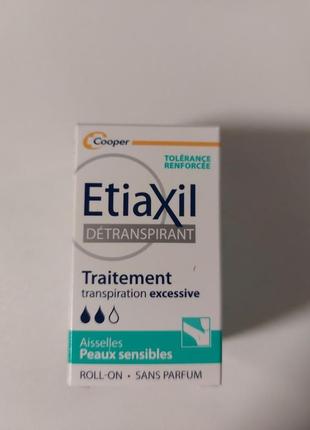 Cooper
TOLÉRANCE
RENFORCÉE
Etiaxil
DÉTRANSPIRANT
Traitement
transpiration excessive
Aisselles
Peaux sensibles
ROLL-ON - SANS PARFUM